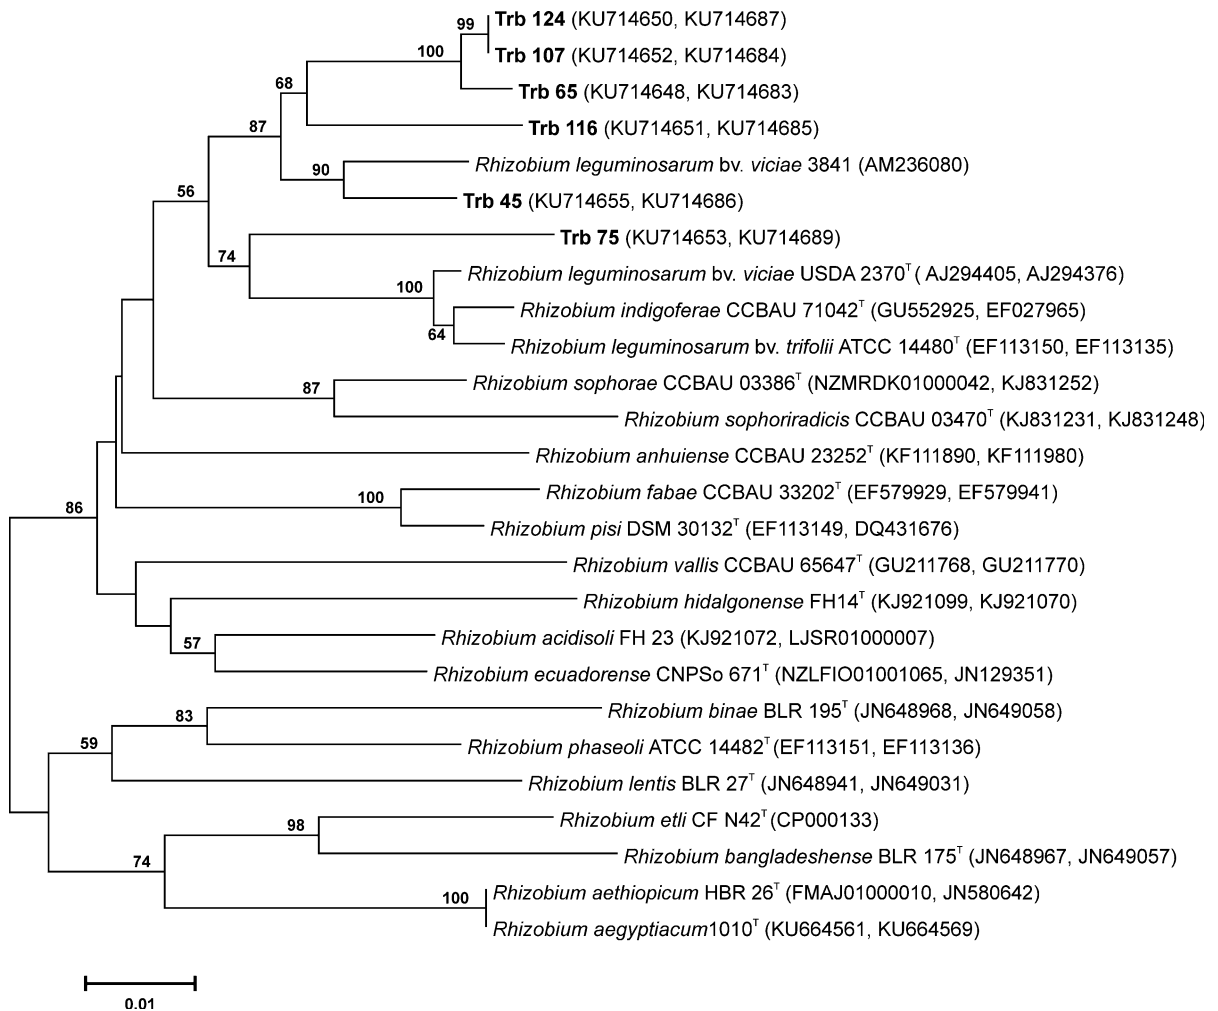 99
Trb 124 (KU714650, KU714687)
100
Trb 107 (KU714652, KU714684)
68
Trb 65 (KU714648, KU714683)
87
Trb 116 (KU714651, KU714685)
90
Rhizobium leguminosarum bv. viciae 3841 (AM236080)
56
Trb 45 (KU714655, KU714686)
74
Trb 75 (KU714653, KU714689)
100
Rhizobium leguminosarum bv. viciae USDA 2370T ( AJ294405, AJ294376)
64
Rhizobium indigoferae CCBAU 71042T (GU552925, EF027965)
Rhizobium leguminosarum bv. trifolii ATCC 14480T (EF113150, EF113135)
87
Rhizobium sophorae CCBAU 03386T (NZMRDK01000042, KJ831252)
Rhizobium sophoriradicis CCBAU 03470T (KJ831231, KJ831248)
Rhizobium anhuiense CCBAU 23252T (KF111890, KF111980)
100
Rhizobium fabae CCBAU 33202T (EF579929, EF579941)
86
Rhizobium pisi DSM 30132T (EF113149, DQ431676)
Rhizobium vallis CCBAU 65647T (GU211768, GU211770)
Rhizobium hidalgonense FH14T (KJ921099, KJ921070)
57
Rhizobium acidisoli FH 23 (KJ921072, LJSR01000007)
Rhizobium ecuadorense CNPSo 671T (NZLFIO01001065, JN129351)
83
Rhizobium binae BLR 195T (JN648968, JN649058)
59
Rhizobium phaseoli ATCC 14482T (EF113151, EF113136)
Rhizobium lentis BLR 27T (JN648941, JN649031)
98
Rhizobium etli CF N42T (CP000133)
74
Rhizobium bangladeshense BLR 175T (JN648967, JN649057)
100
Rhizobium aethiopicum HBR 26T (FMAJ01000010, JN580642)
Rhizobium aegyptiacum1010T (KU664561, KU664569)
0.01